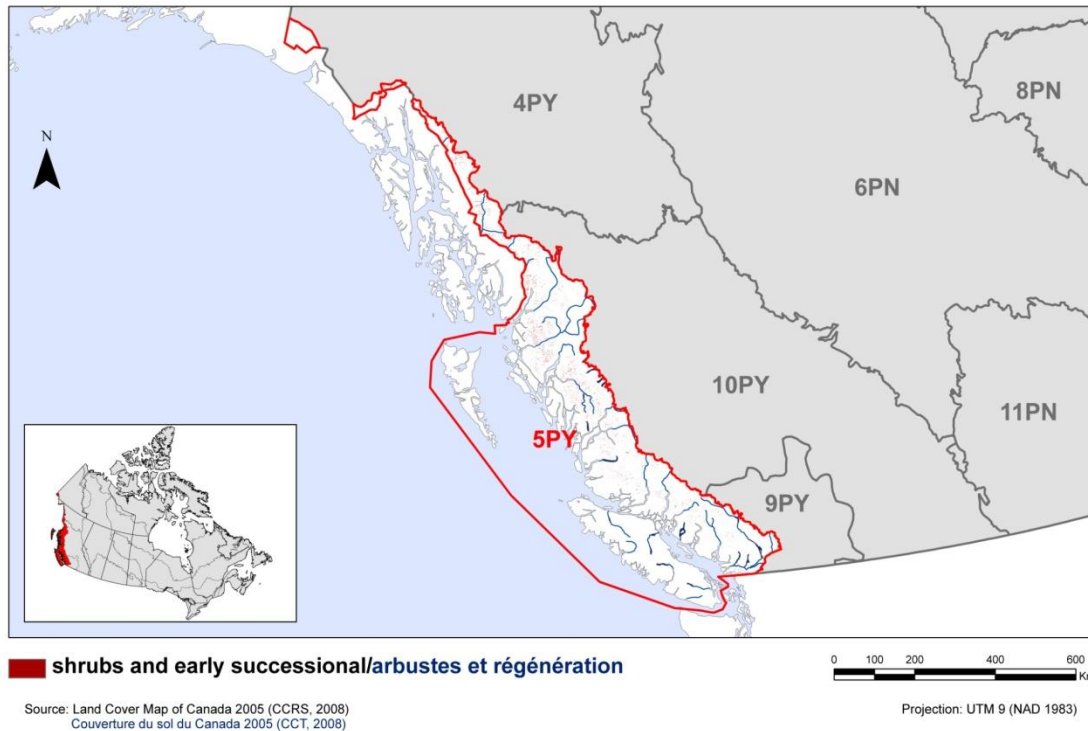 N
4PY
8PN
6PN
10PY
11PN
5PY
9PY
shrubs and early successional/arbustes et régénération
0 100 200 400 600
Km
Source: Land Cover Map of Canada 2005 (CCRS, 2008)
Couverture du sol du Canada 2005 (CCT, 2008)
Projection: UTM 9 (NAD 1983)